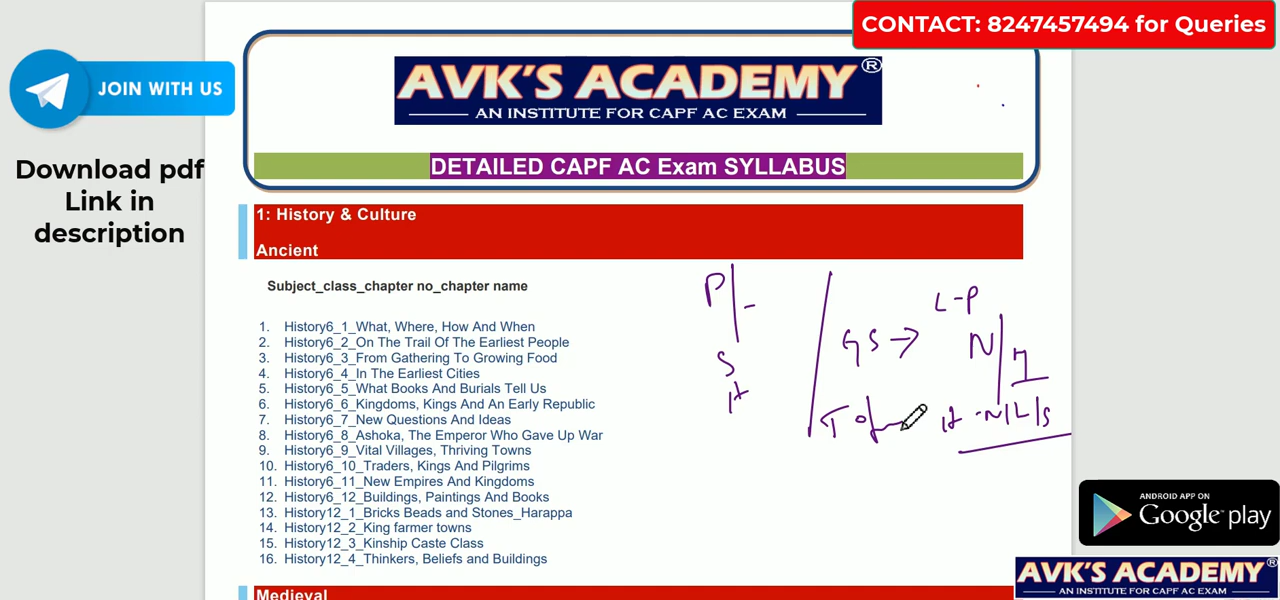 CONTACT: 8247457494 for Queries
JOIN WITH US
Download pdf
Link in
description
AVK'S ACADEMY®
AN INSTITUTE FOR CAPF AC EXAM
DETAILED CAPF AC Exam SYLLABUS
1: History & Culture
Ancient
Subject_class_chapter no_chapter name
1. History6_1_What, Where, How And When
2. History6_2_On The Trail Of The Earliest People
3. History6_3_From Gathering To Growing Food
4. History6_4_In The Earliest Cities
5. History6_5_What Books And Burials Tell Us
6. History6_6_Kingdoms, Kings And An Early Republic
7. History6_7_New Questions And Ideas
8. History6_8_Ashoka, The Emperor Who Gave Up War
9. History6_9_Vital Villages, Thriving Towns
10. History6_10_Traders, Kings And Pilgrims
11. History6_11_New Empires And Kingdoms
12. History6_12_Buildings, Paintings And Books
13. History12_1_Bricks Beads and Stones_Harappa
14. History12_2_King farmer towns
15. History12_3_Kinship Caste Class
16. History12_4_Thinkers, Beliefs and Buildings
Medieval
P
S
H
L-P
GS → N
H-N/L/S
ANDROID APP ON
Google play
AVK'S ACADEMY®
AN INSTITUTE FOR CAPF AC EXAM